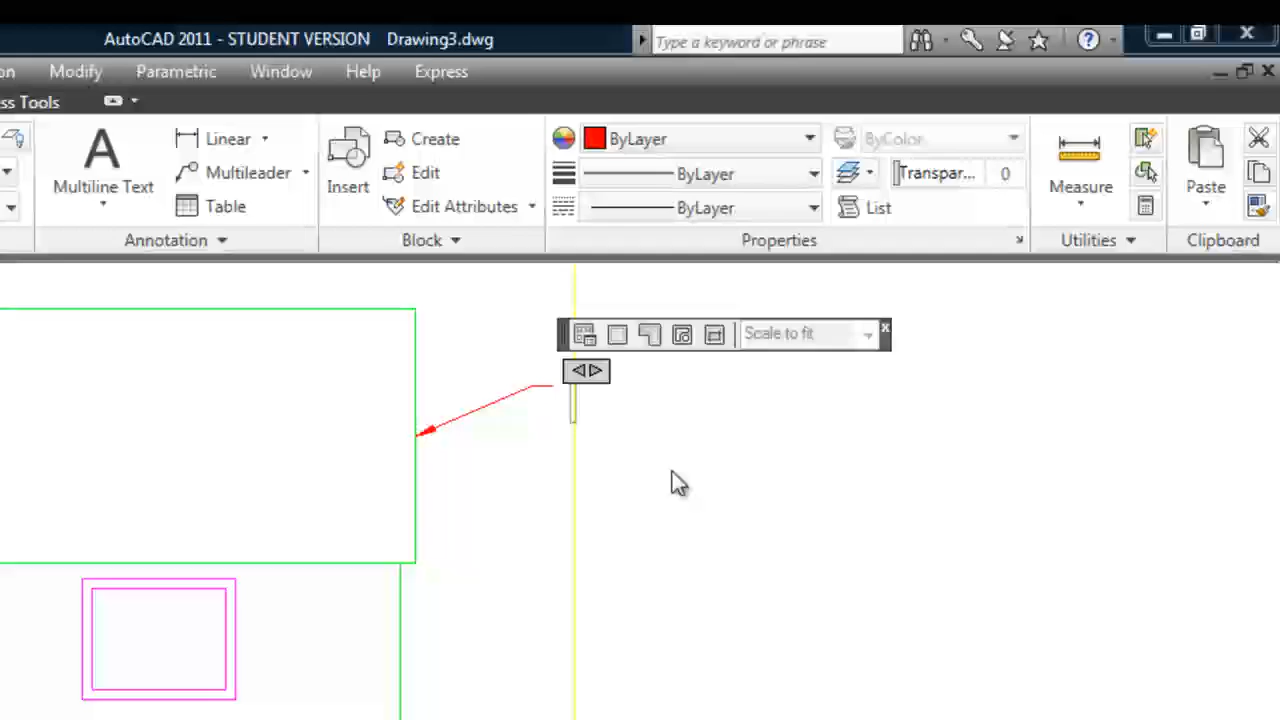 AutoCAD 2011 - STUDENT VERSION Drawing3.dwg
Type a keyword or phrase
on Modify Parametric Window Help Express
ss Tools
Linear
ByLayer
ByColor
Create
Multiline Text
Multileader
Insert
Edit
ByLayer
Transpar...
0
Measure
Paste
Table
Edit Attributes
ByLayer
List
Annotation
Block
Properties
Utilities
Clipboard
Scale to fit